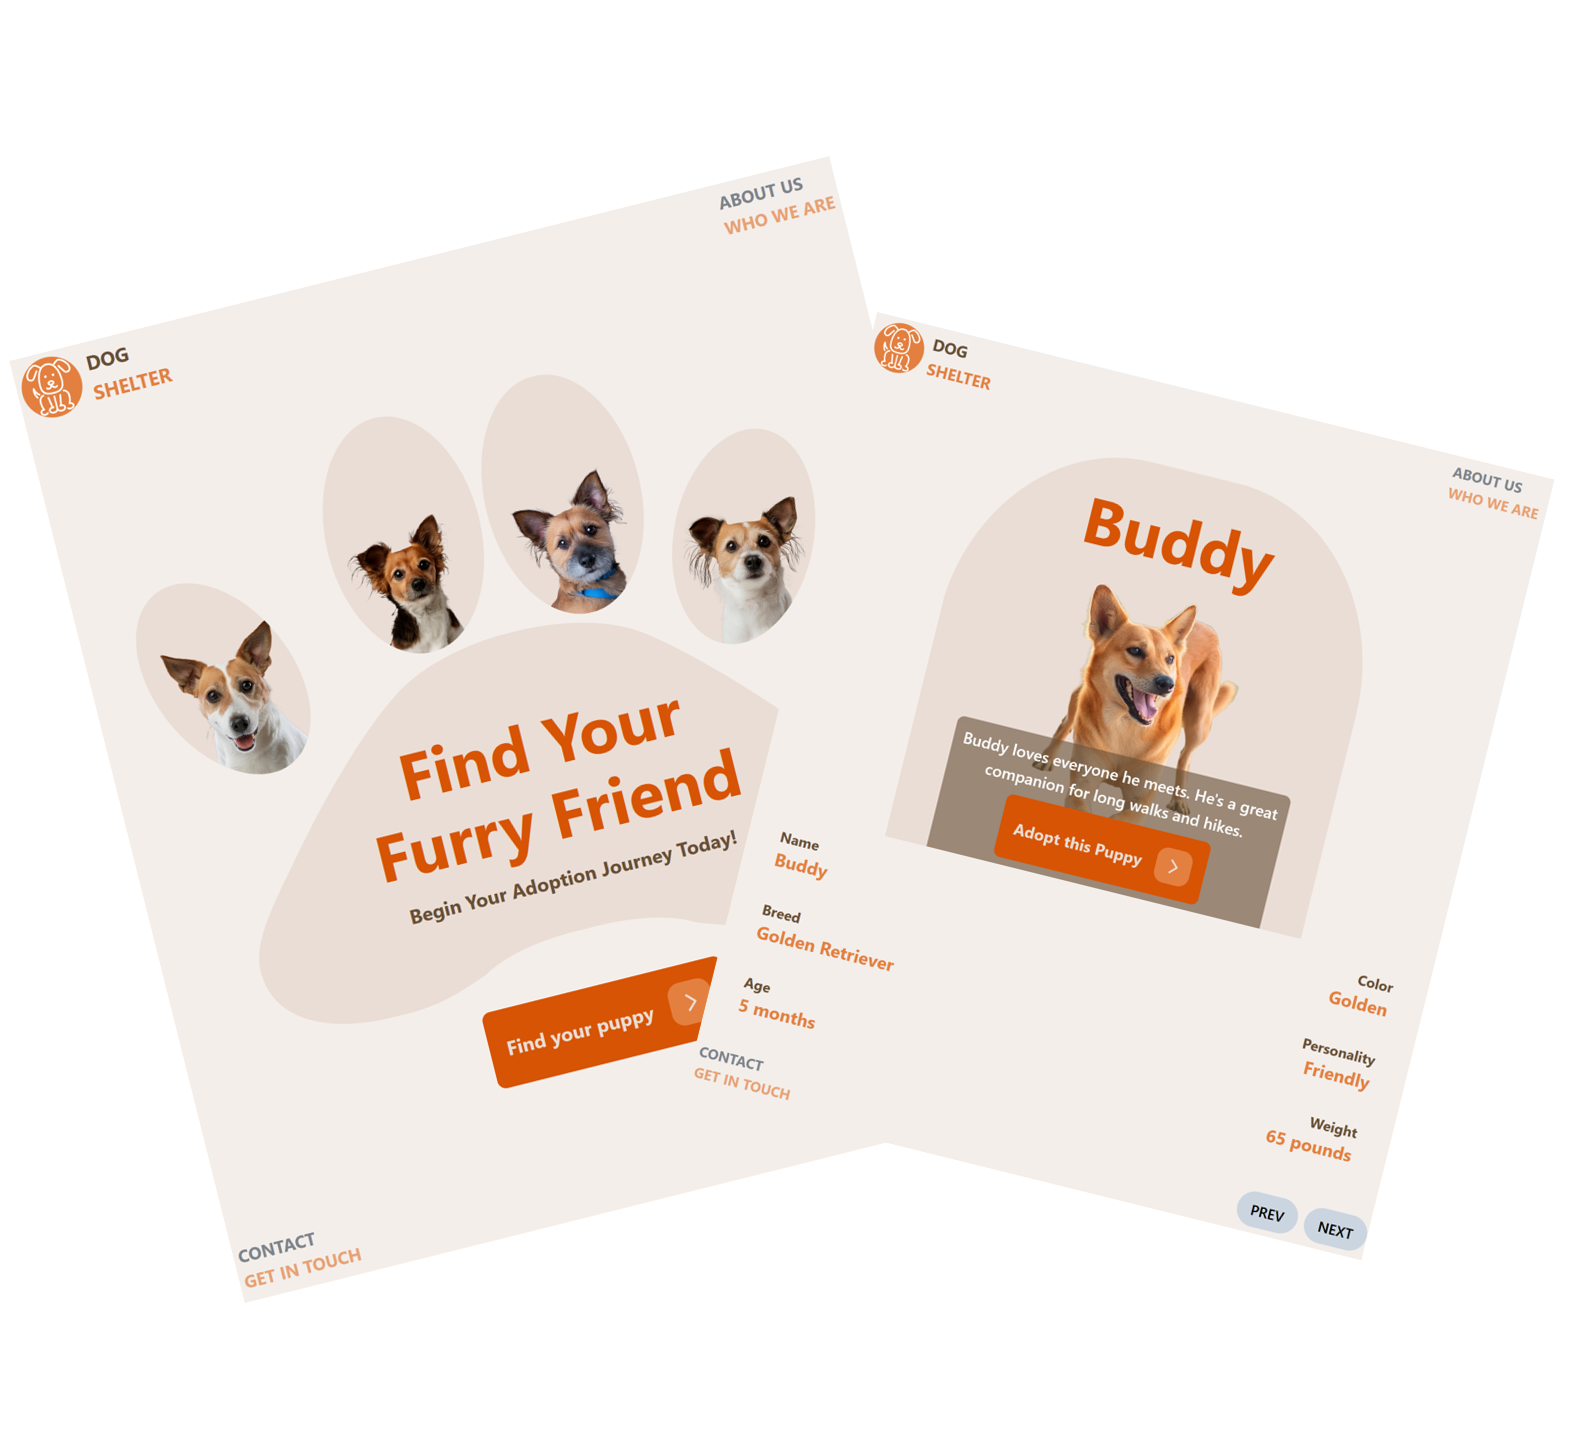 ABOUT US
WHO WE ARE
DOG
SHELTER
Find Your
Furry Friend
Begin Your Adoption Journey Today!
Find your puppy
CONTACT
GET IN TOUCH
DOG
SHELTER
ABOUT US
WHO WE ARE
Buddy
Buddy loves everyone he meets. He's a great
companion for long walks and hikes.
Adopt this Puppy
Name
Buddy
Breed
Golden Retriever
Age
5 months
Color
Golden
Personality
Friendly
Weight
65 pounds
CONTACT
GET IN TOUCH
PREV
NEXT